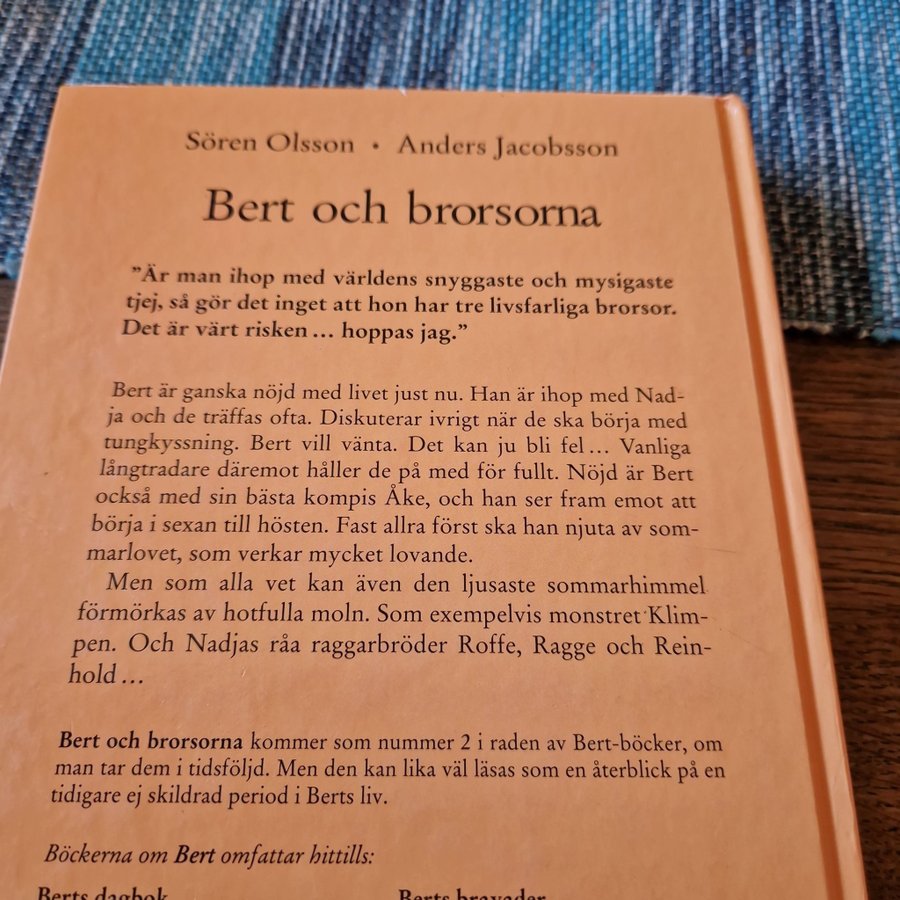 Sören Olsson • Anders Jacobsson
Bert och brorsorna
”Är man ihop med världens snyggaste och mysigaste
tjej, så gör det inget att hon har tre livsfarliga brorsor.
Det är värt risken… hoppas jag.”
Bert är ganska nöjd med livet just nu. Han är ihop med Nad-
ja och de träffas ofta. Diskuterar ivrigt när de ska börja med
tungkyssning. Bert vill vänta. Det kan ju bli fel… Vanliga
långtradare däremot håller de på med för fullt. Nöjd är Bert
också med sin bästa kompis Åke, och han ser fram emot att
börja i sexan till hösten. Fast allra först ska han njuta av som-
marlovet, som verkar mycket lovande.
Men som alla vet kan även den ljusaste sommarhimmel
förmörkas av hotfulla moln. Som exempelvis monstret Klim-
pen. Och Nadjas råa raggarbröder Roffe, Ragge och Rein-
hold…
Bert och brorsorna kommer som nummer 2 i raden av Bert-böcker, om
man tar dem i tidsföljd. Men den kan lika väl läsas som en återblick på en
tidigare ej skildrad period i Berts liv.
Böckerna om Bert omfattar hittills:
Berts dagbok Berts bravader